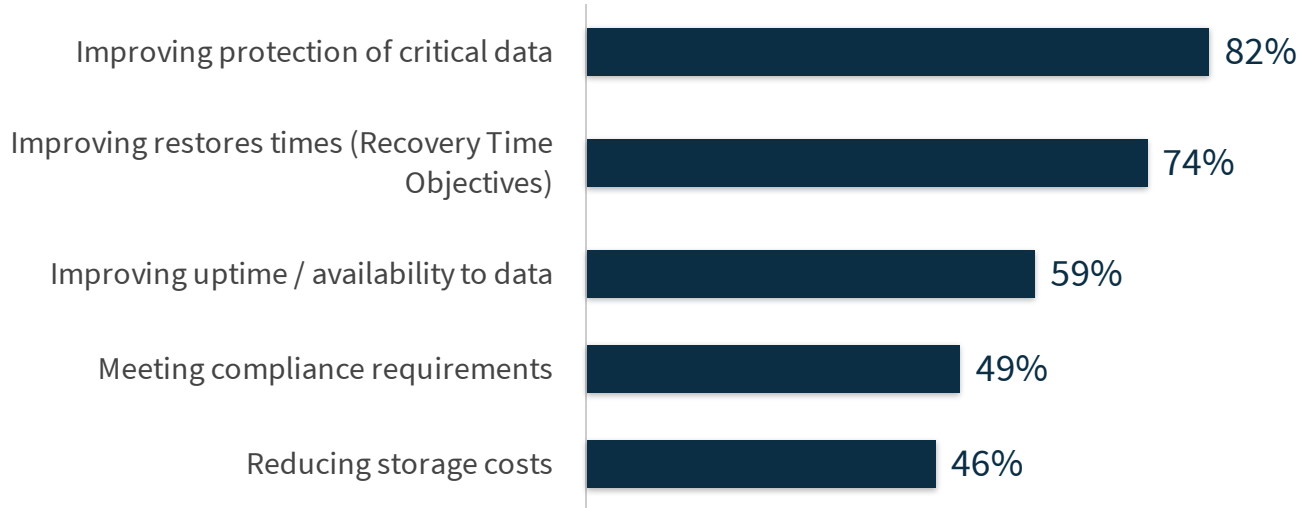 Improving protection of critical data
82%
Improving restores times (Recovery Time
Objectives)
74%
Improving uptime / availability to data
59%
Meeting compliance requirements
49%
Reducing storage costs
46%